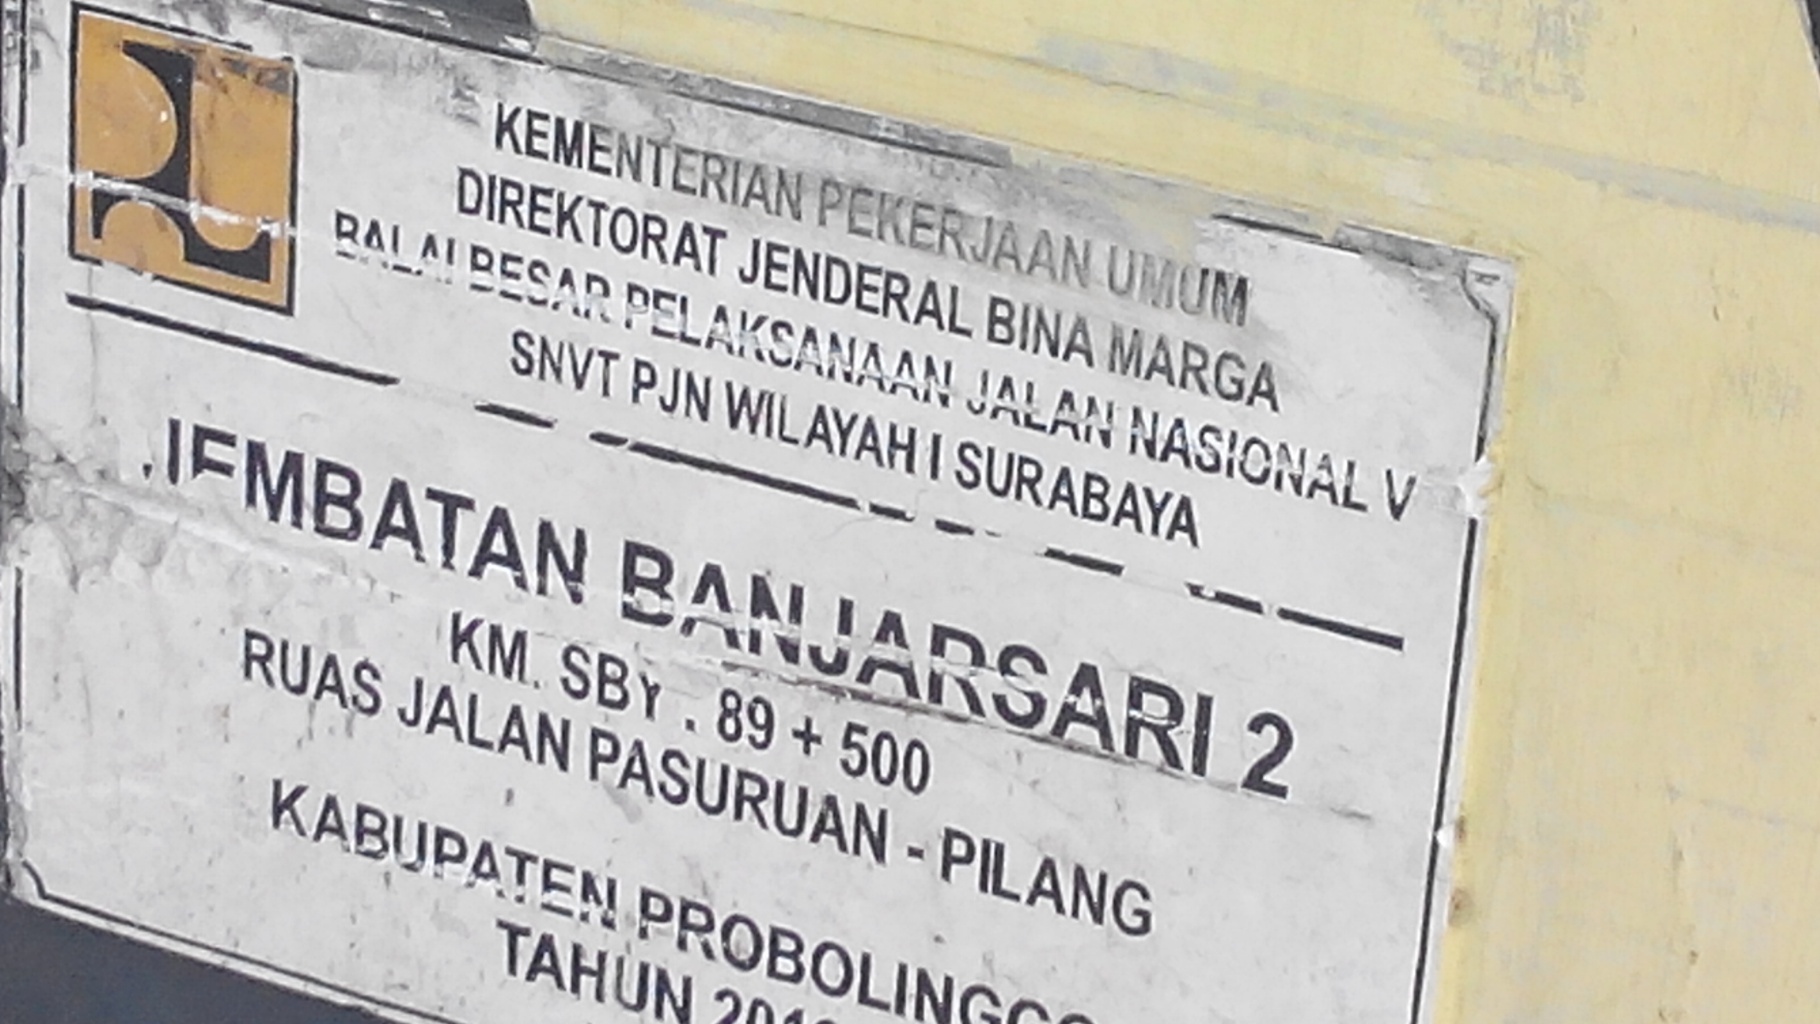 KEMENTERIAN PEKERJAAN UMUM
DIREKTORAT JENDERAL BINA MARGA
BALAI BESAR PELAKSANAAN JALAN NASIONAL V
SNVT PJN WILAYAH I SURABAYA
JEMBATAN BANJARSARI 2
KM. SBY . 89 + 500
RUAS JALAN PASURUAN - PILANG
KABUPATEN PROBOLINGGO
TAHUN